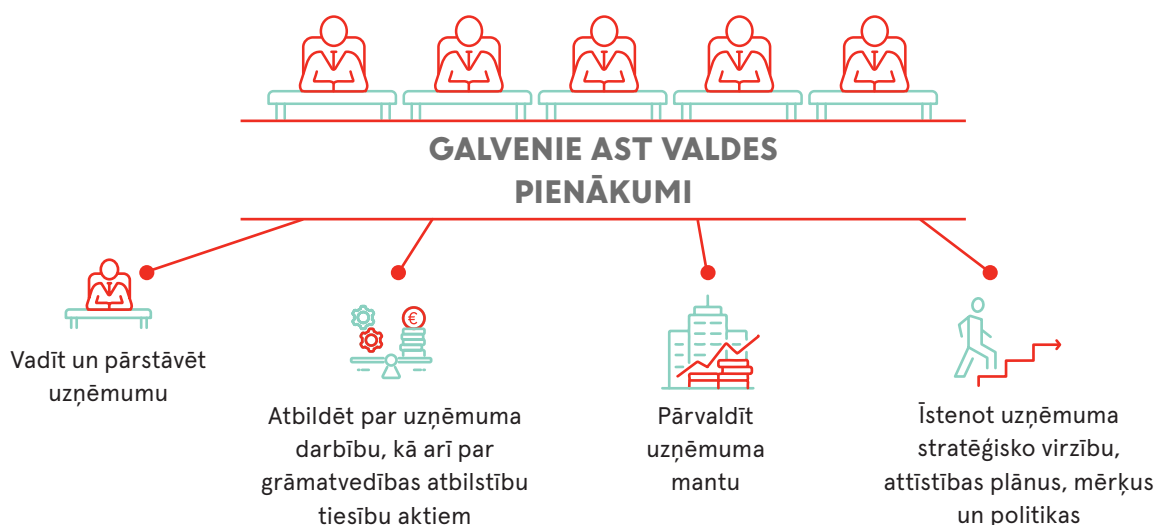 GALVENIE AST VALDES
PIENĀKUMI
Vadīt un pārstāvēt
uzņēmumu
Atbildēt par uzņēmuma
darbību, kā arī par
grāmatvedības atbilstību
tiesību aktiem
Pārvaldīt
uzņēmuma
mantu
Īstenot uzņēmuma
stratēģisko virzību,
attīstības plānus, mērķus
un politikas
€